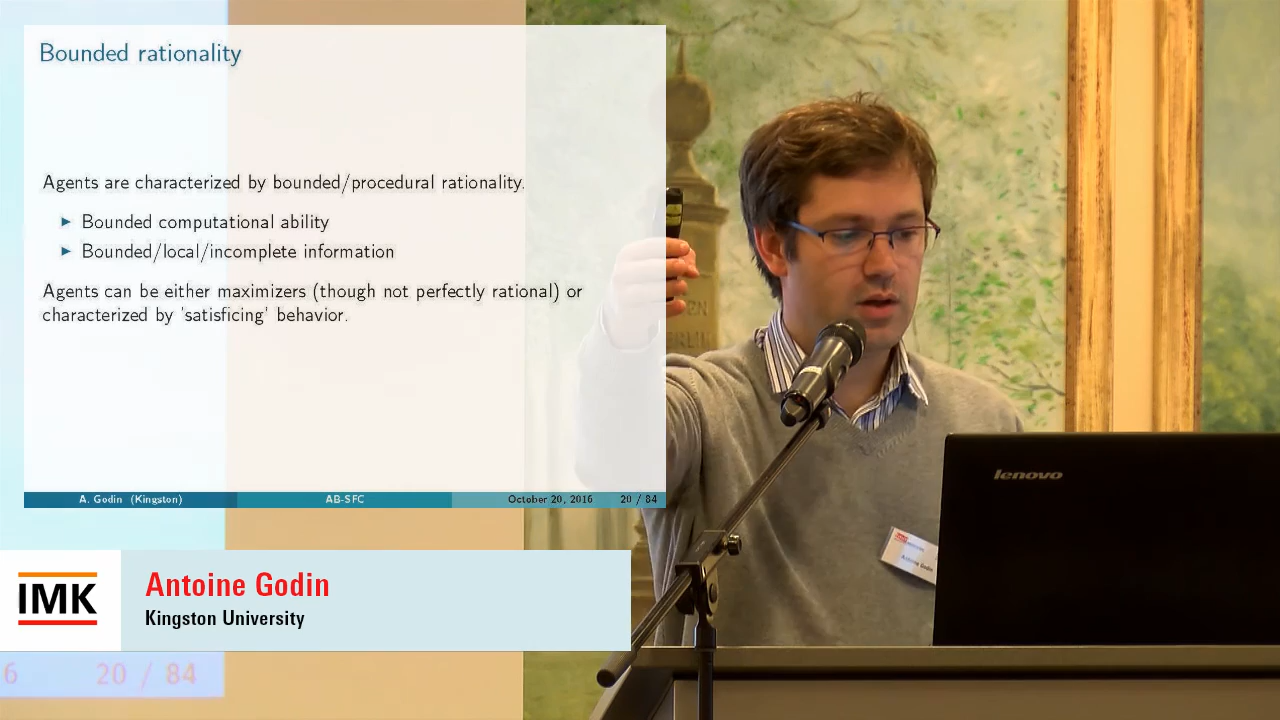 Bounded rationality
Agents are characterized by bounded/procedural rationality.
▶ Bounded computational ability
▶ Bounded/local/incomplete information
Agents can be either maximizers (though not perfectly rational) or
characterized by 'satisficing' behavior.
A. Godin (Kingston) AB-SFC October 20, 2016 20 / 84
IMK
Antoine Godin
Kingston University
6 20 / 84
lenovo
Antoine Godin